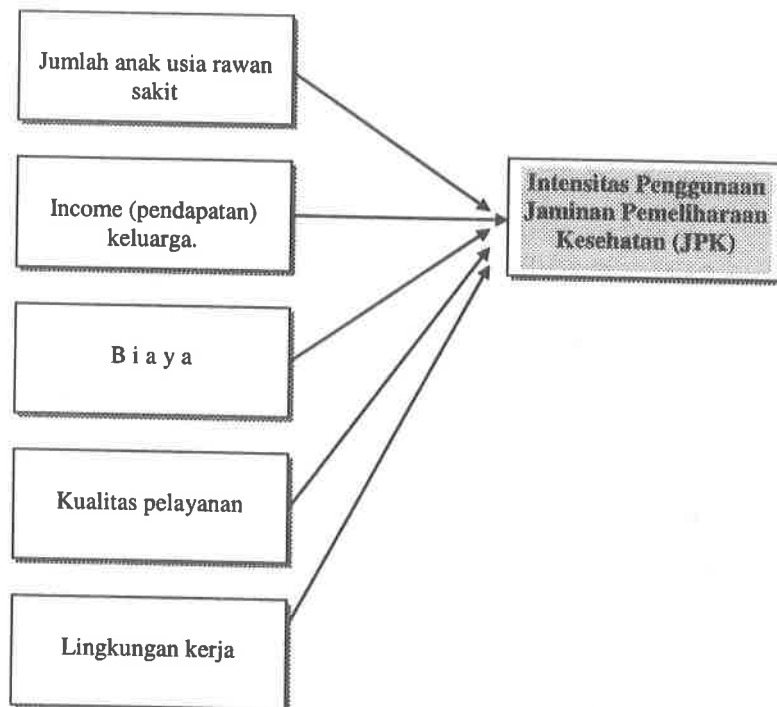 Jumlah anak usia rawan
sakit
Income (pendapatan)
keluarga.
B i a y a
Kualitas pelayanan
Lingkungan kerja
Intensitas Penggunaan
Jaminan Pemeliharaan
Kesehatan (JPK)